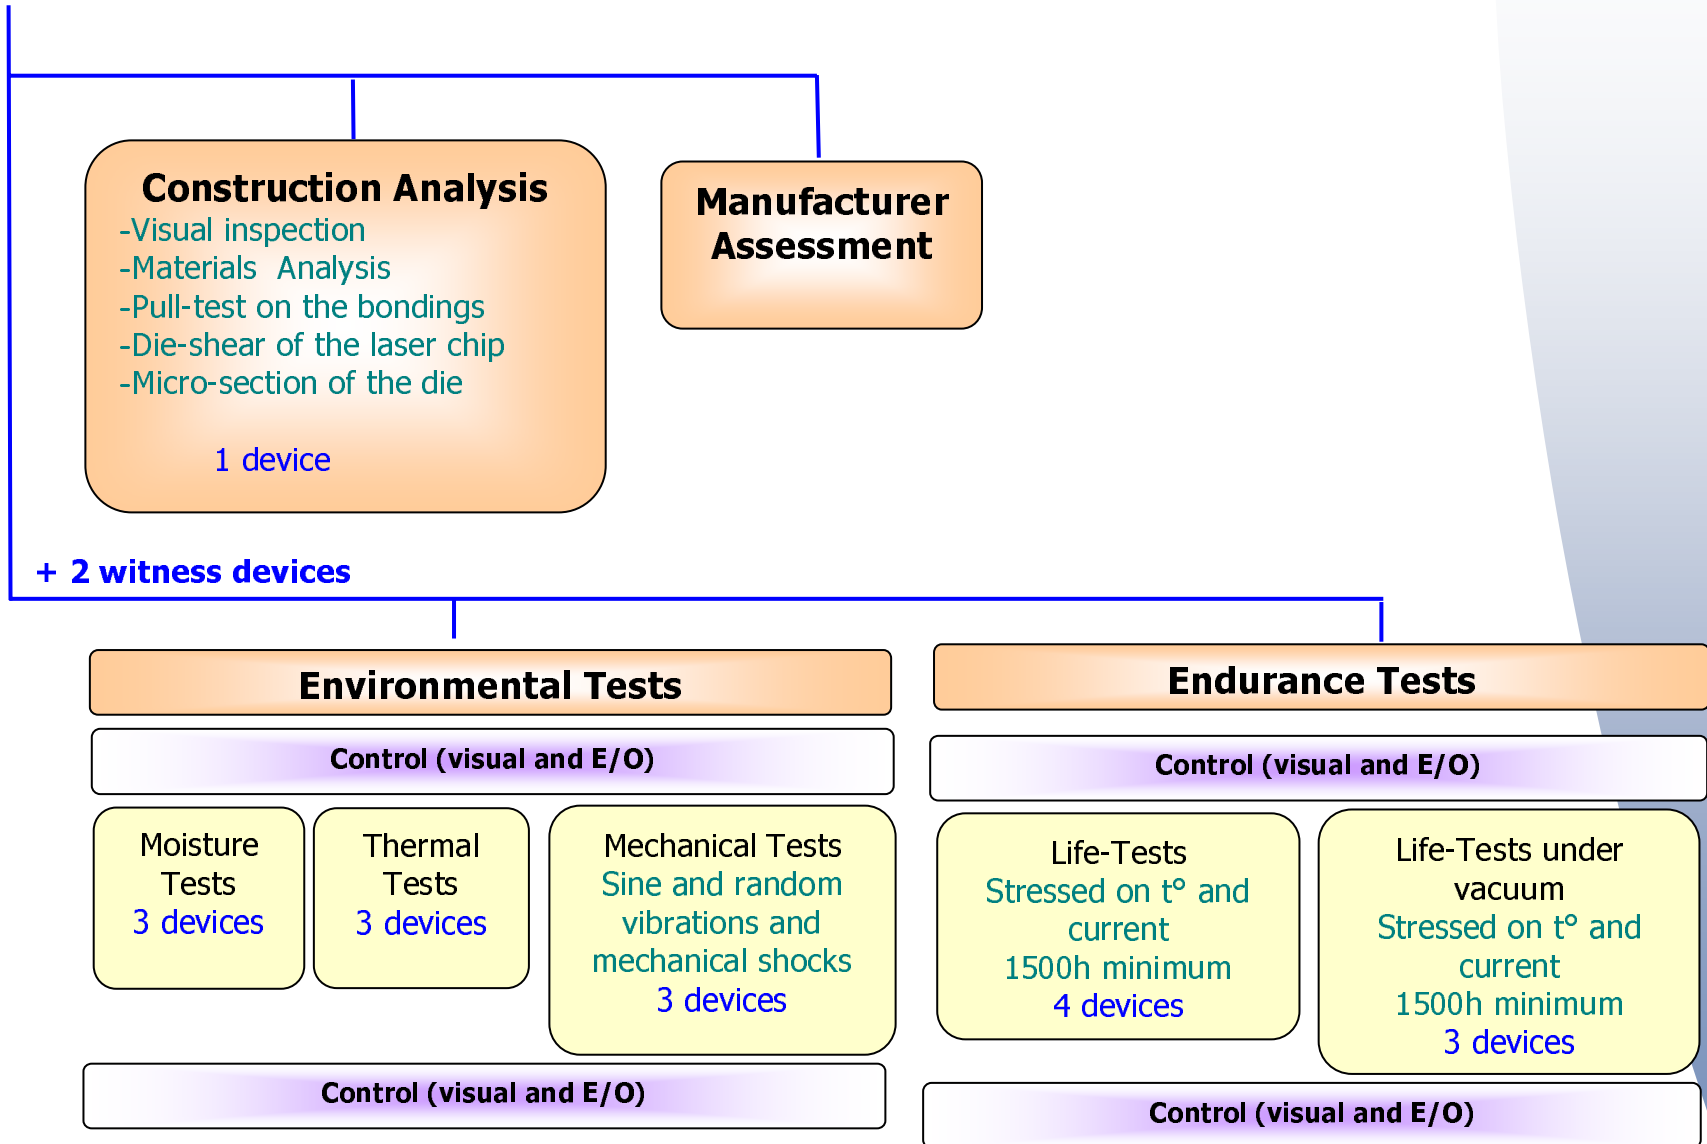 Construction Analysis
-Visual inspection
-Materials Analysis
-Pull-test on the bondings
-Die-shear of the laser chip
-Micro-section of the die
1 device
Manufacturer
Assessment
+ 2 witness devices
Environmental Tests
Control (visual and E/O)
Moisture
Tests
3 devices
Thermal
Tests
3 devices
Mechanical Tests
Sine and random
vibrations and
mechanical shocks
3 devices
Control (visual and E/O)
Endurance Tests
Control (visual and E/O)
Life-Tests
Stressed on t° and
current
1500h minimum
4 devices
Life-Tests under
vacuum
Stressed on t° and
current
1500h minimum
3 devices
Control (visual and E/O)